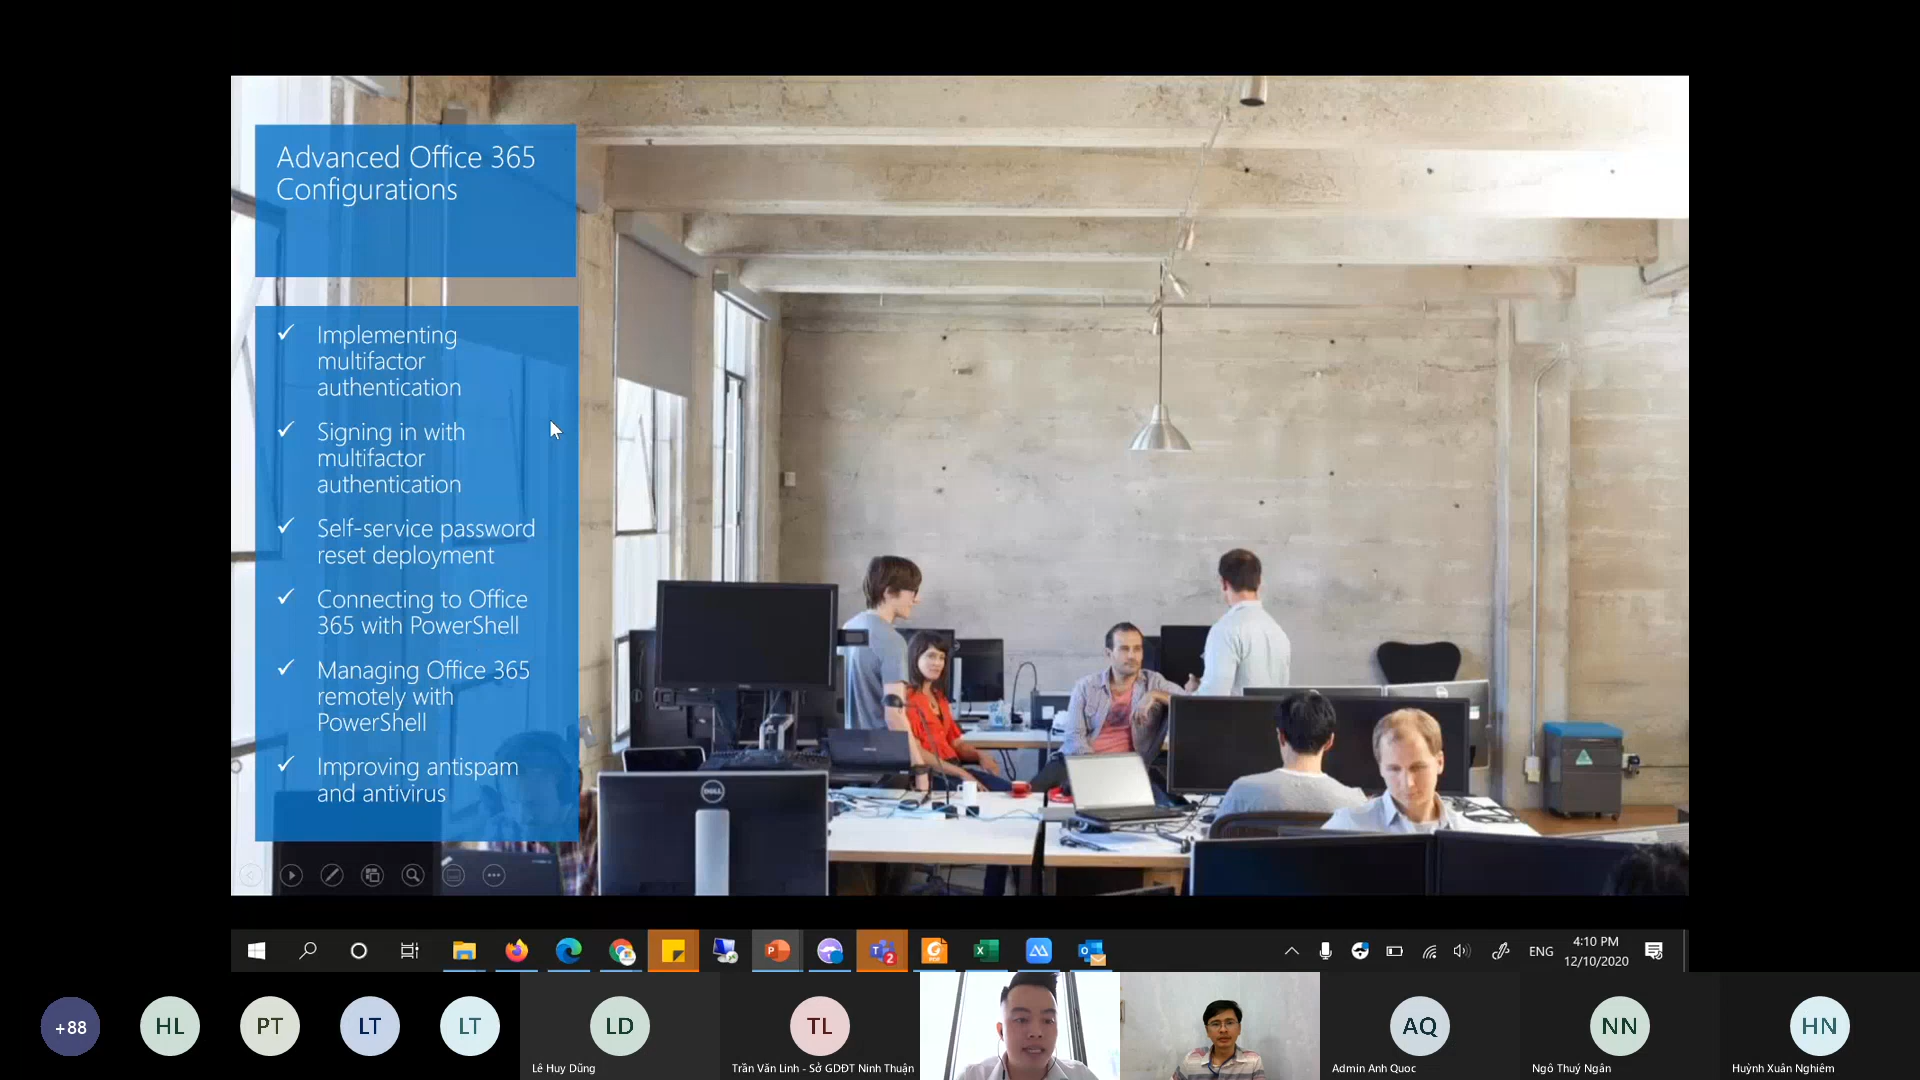 Advanced Office 365
Configurations
✓ Implementing
multifactor
authentication
✓ Signing in with
multifactor
authentication
✓ Self-service password
reset deployment
✓ Connecting to Office
365 with PowerShell
✓ Managing Office 365
remotely with
PowerShell
✓ Improving antispam
and antivirus
DELL
ENG
4:10 PM
12/10/2020
2
+88
HL
PT
LT
LT
LD
Lê Huy Dũng
TL
Trần Văn Linh - Sở GDĐT Ninh Thuận
AQ
Admin Anh Quoc
NN
Ngô Thuý Ngân
HN
Huỳnh Xuân Nghiêm